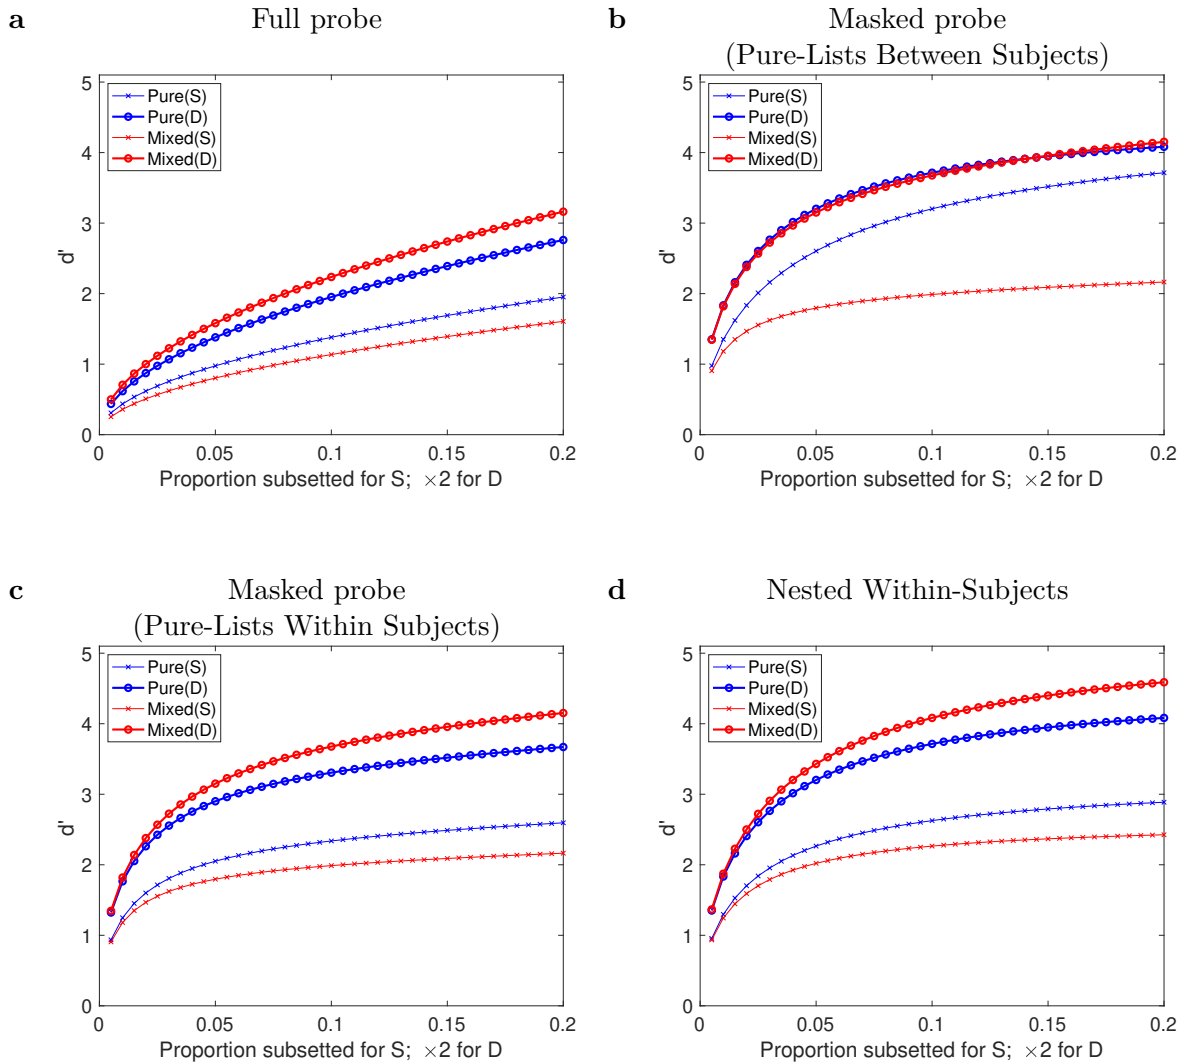 a
Full probe
5
4
3
2
1
0
d'
Pure(S)
Pure(D)
Mixed(S)
Mixed(D)
0 0.05 0.1 0.15 0.2
Proportion subsetted for S; ×2 for D
b
Masked probe
(Pure-Lists Between Subjects)
5
4
3
2
1
0
d'
Pure(S)
Pure(D)
Mixed(S)
Mixed(D)
0 0.05 0.1 0.15 0.2
Proportion subsetted for S; ×2 for D
c
Masked probe
(Pure-Lists Within Subjects)
5
4
3
2
1
0
d'
Pure(S)
Pure(D)
Mixed(S)
Mixed(D)
0 0.05 0.1 0.15 0.2
Proportion subsetted for S; ×2 for D
d
Nested Within-Subjects
5
4
3
2
1
0
d'
Pure(S)
Pure(D)
Mixed(S)
Mixed(D)
0 0.05 0.1 0.15 0.2
Proportion subsetted for S; ×2 for D